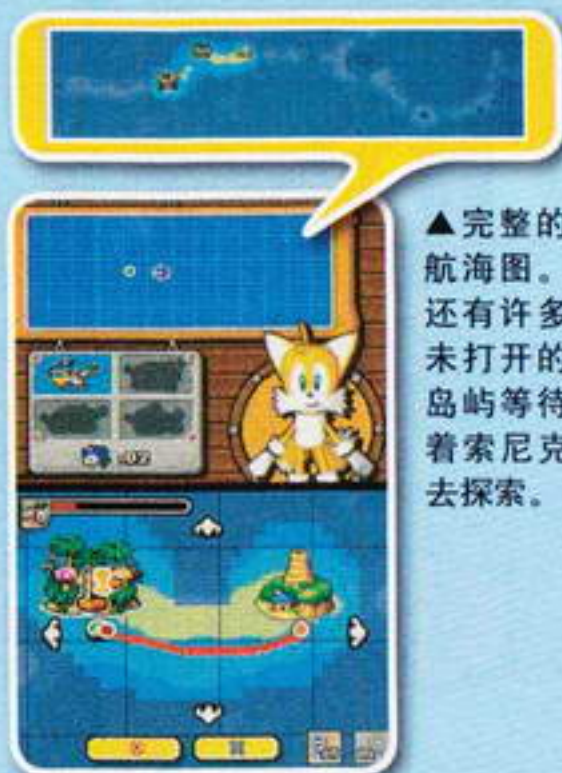 ▲完整的
航海图。
还有许多
未打开的
岛屿等待
着索尼克
去探索。